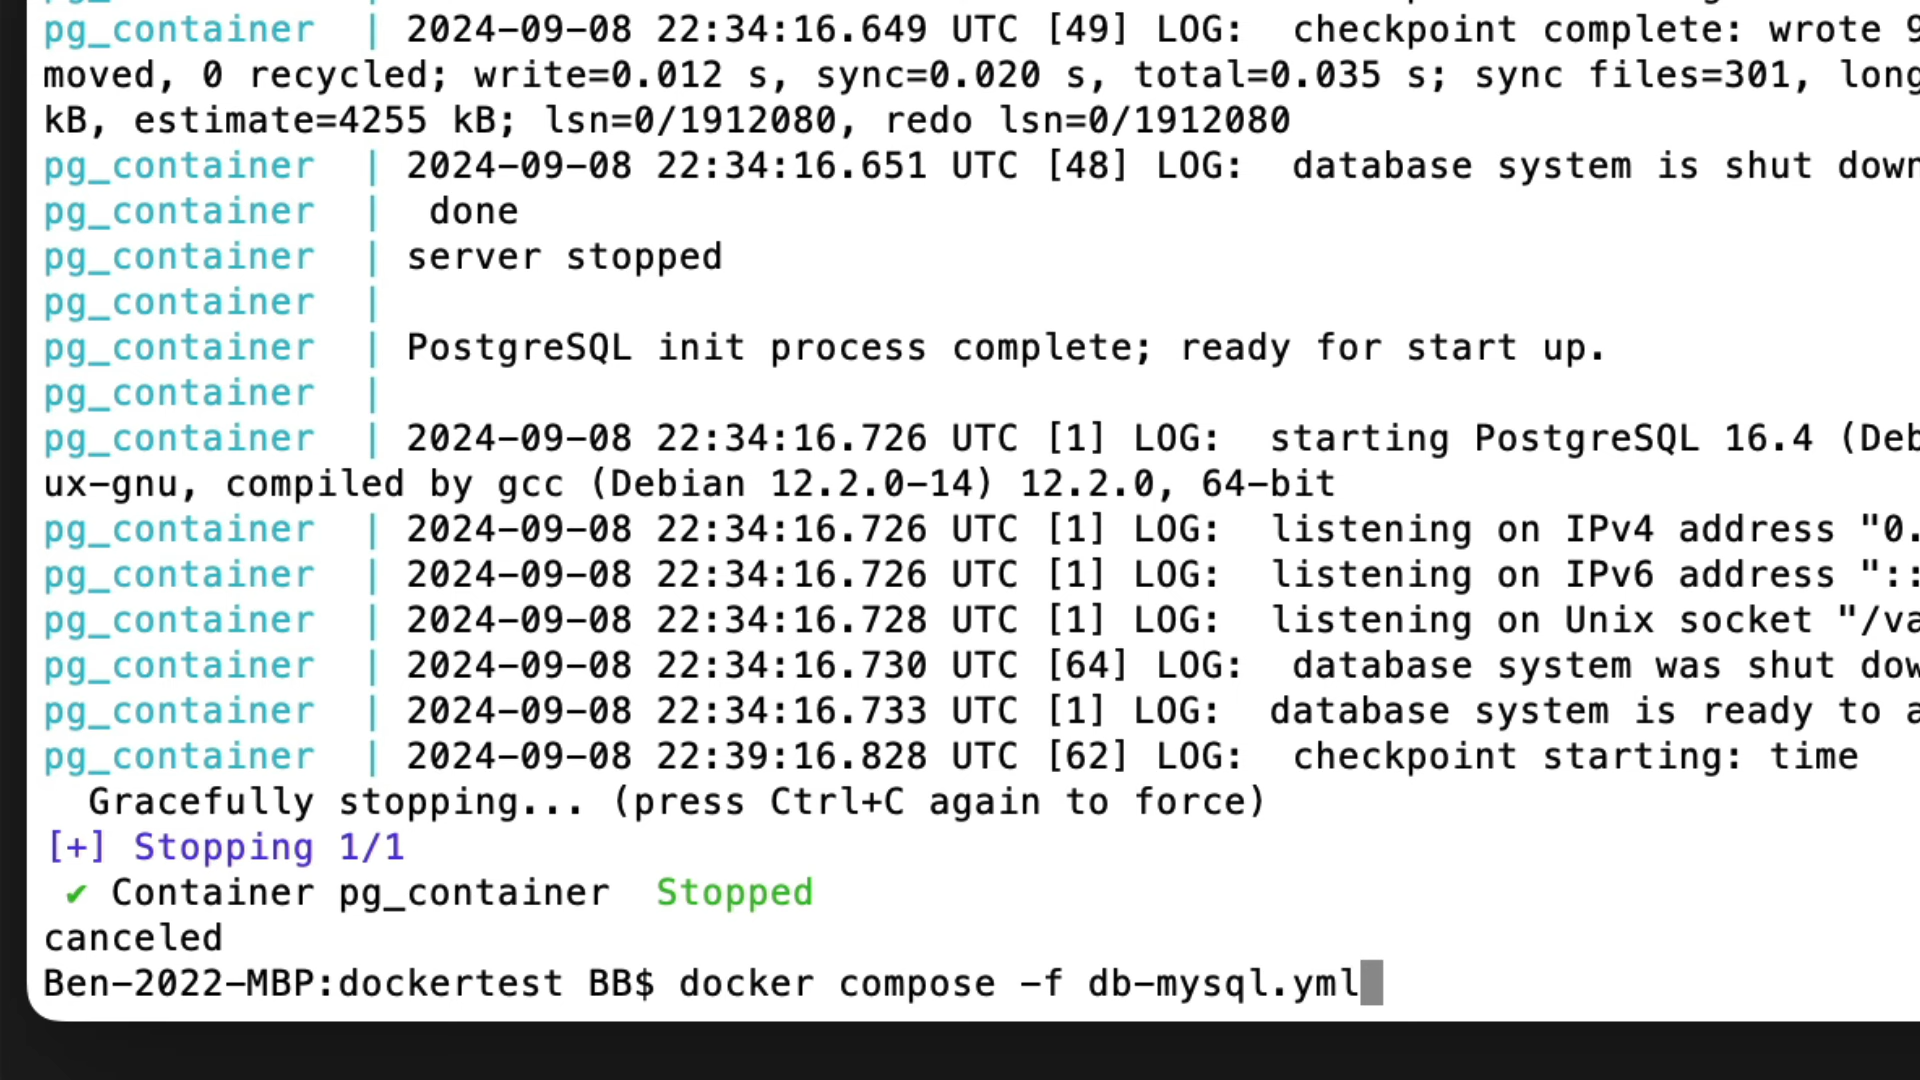 pg_container | 2024-09-08 22:34:16.649 UTC [49] LOG: checkpoint complete: wrote 9
moved, 0 recycled; write=0.012 s, sync=0.020 s, total=0.035 s; sync files=301, long
kB, estimate=4255 kB; lsn=0/1912080, redo lsn=0/1912080
pg_container | 2024-09-08 22:34:16.651 UTC [48] LOG: database system is shut down
pg_container | done
pg_container | server stopped
pg_container |
pg_container | PostgreSQL init process complete; ready for start up.
pg_container |
pg_container | 2024-09-08 22:34:16.726 UTC [1] LOG: starting PostgreSQL 16.4 (Deb
ux-gnu, compiled by gcc (Debian 12.2.0-14) 12.2.0, 64-bit
pg_container | 2024-09-08 22:34:16.726 UTC [1] LOG: listening on IPv4 address "0.
pg_container | 2024-09-08 22:34:16.726 UTC [1] LOG: listening on IPv6 address "::
pg_container | 2024-09-08 22:34:16.728 UTC [1] LOG: listening on Unix socket "/va
pg_container | 2024-09-08 22:34:16.730 UTC [64] LOG: database system was shut dow
pg_container | 2024-09-08 22:34:16.733 UTC [1] LOG: database system is ready to a
pg_container | 2024-09-08 22:39:16.828 UTC [62] LOG: checkpoint starting: time
Gracefully stopping... (press Ctrl+C again to force)
[+] Stopping 1/1
✔ Container pg_container Stopped
canceled
Ben-2022-MBP:dockertest BB$ docker compose -f db-mysql.yml